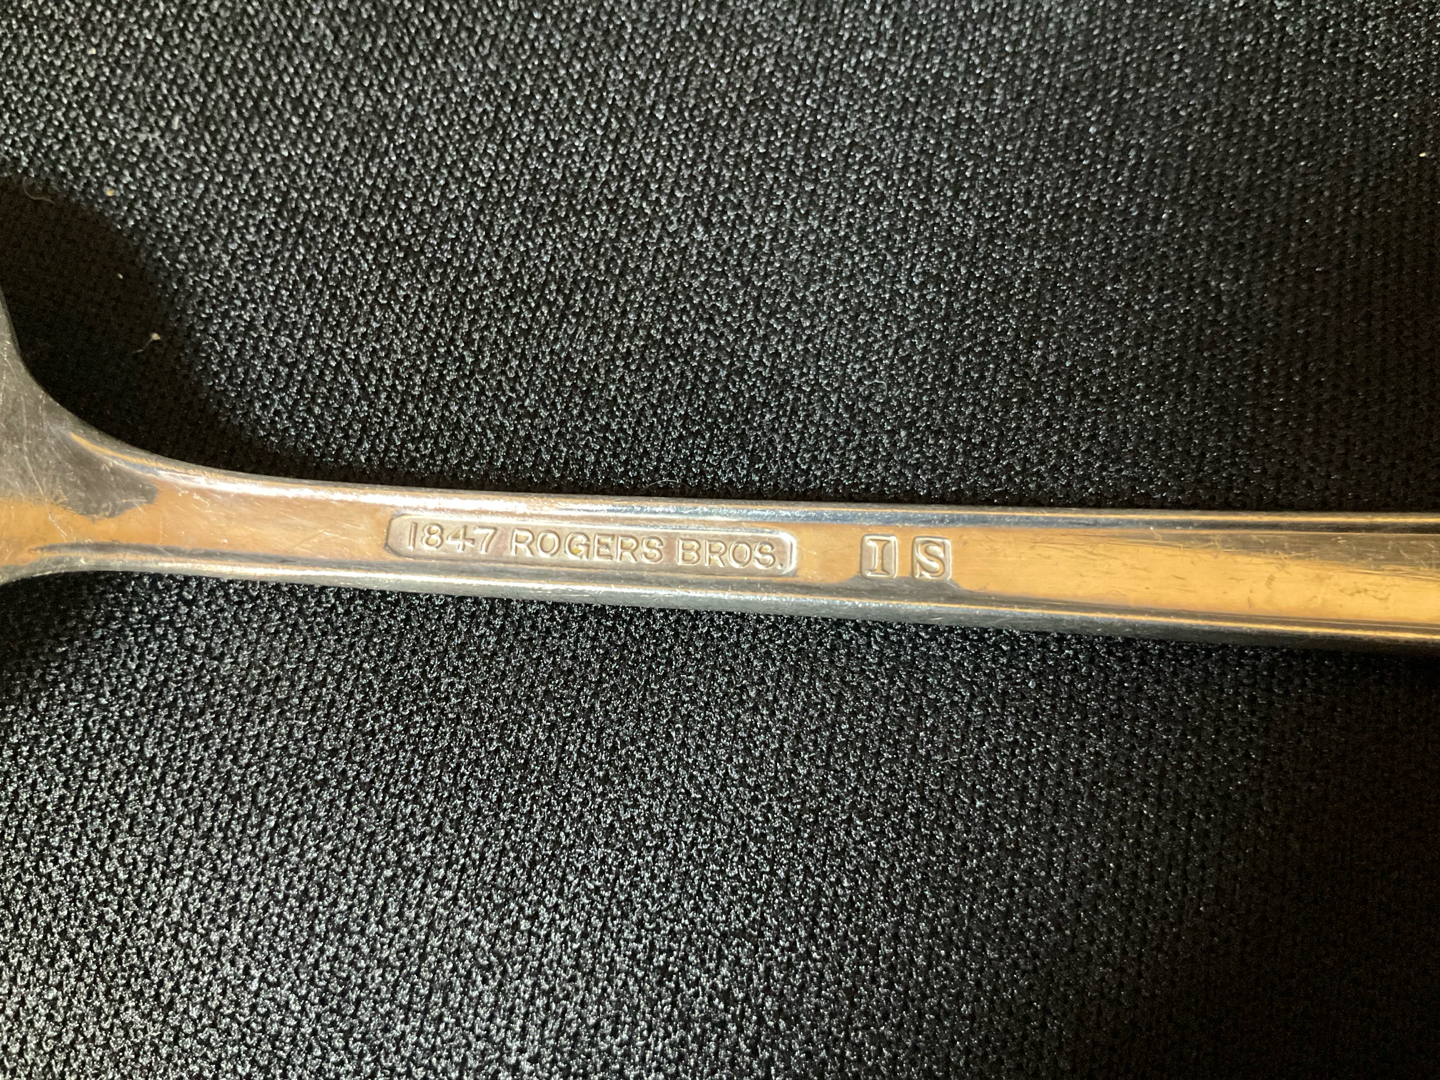 1847 ROGERS BROS. I S